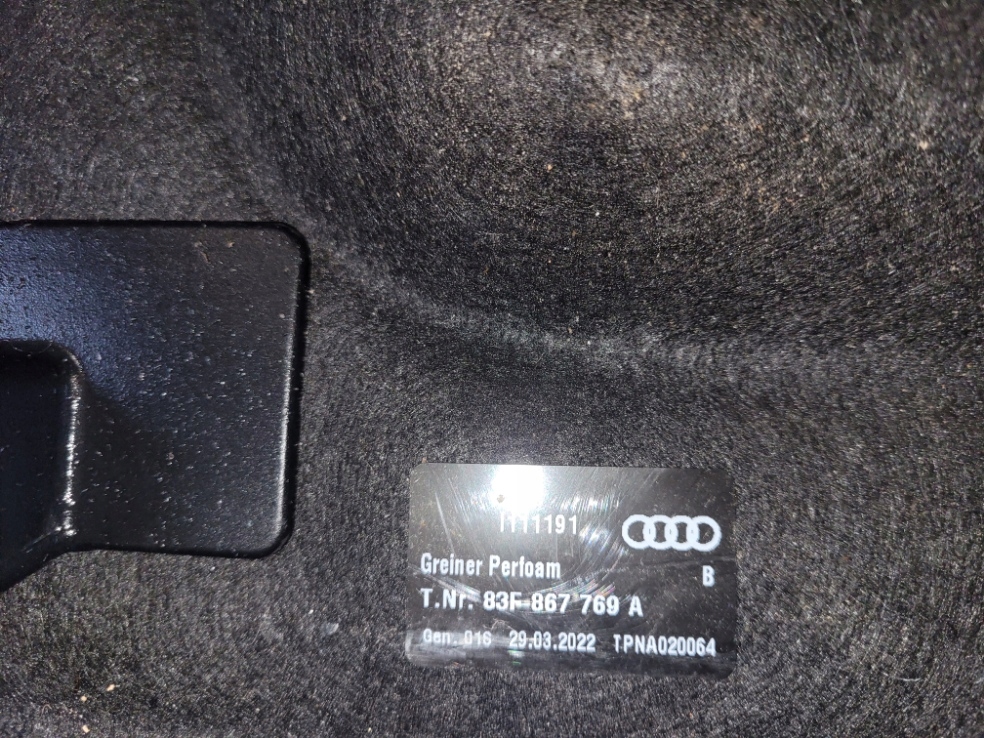 1111191
Greiner Perfoam
B
T.Nr. 83F 867 769 A
Gen. 016 29.03.2022 TPNA020064